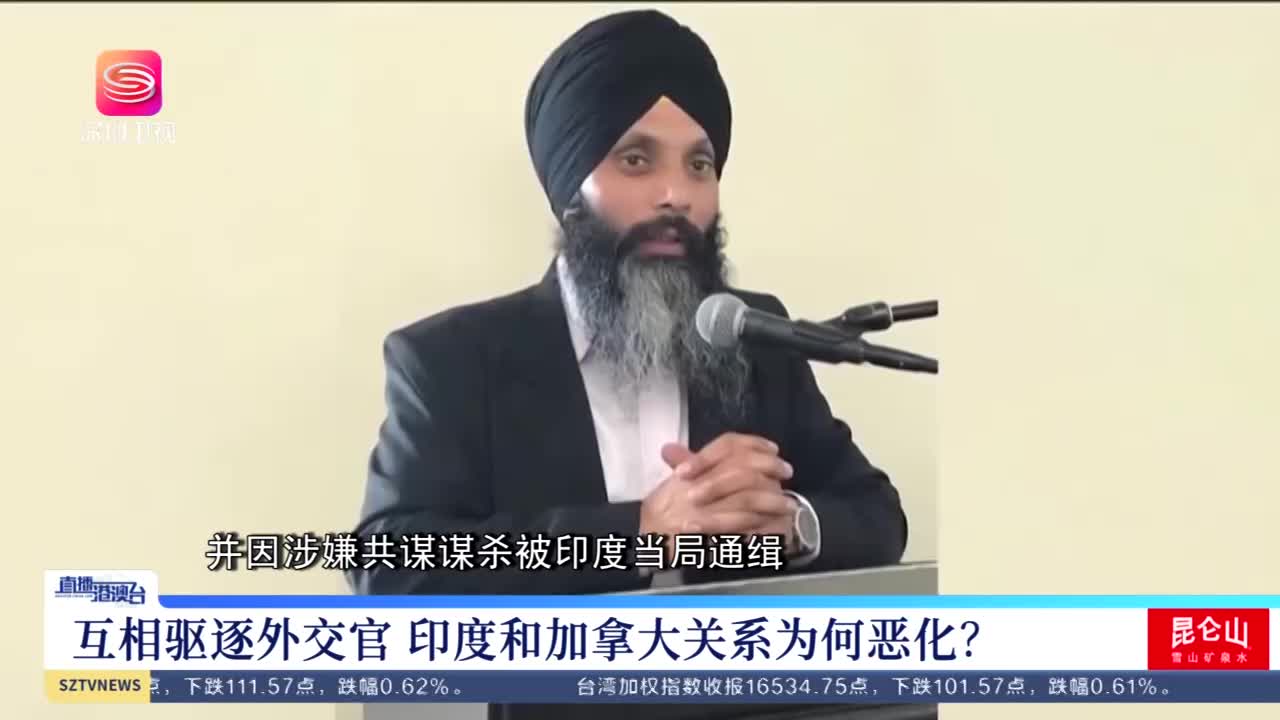 深圳卫视
并因涉嫌共谋谋杀被印度当局通缉
直播港澳台
互相驱逐外交官 印度和加拿大关系为何恶化？
昆仑山
雪山矿泉水
SZTVNEWS
点，下跌111.57点，跌幅0.62%。 台湾加权指数收报16534.75点，下跌101.57点，跌幅0.61%。